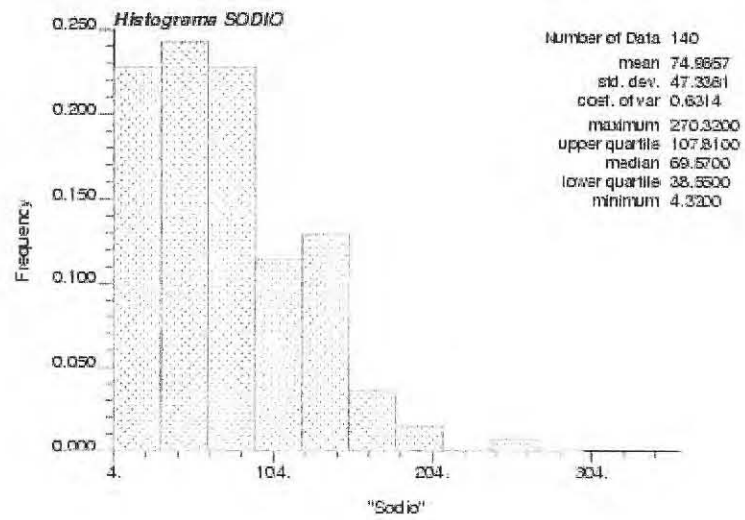 Histograma SODIO
Number of Data 140
mean 74.9857
std. dev. 47.3361
coef. of var 0.6314
maximum 270.3200
upper quartile 107.8100
median 69.5700
lower quartile 38.5500
minimum 4.3200
Frequency
0.250
0.200
0.150
0.100
0.050
0.000
4. 104. 204. 304.
"Sodio"